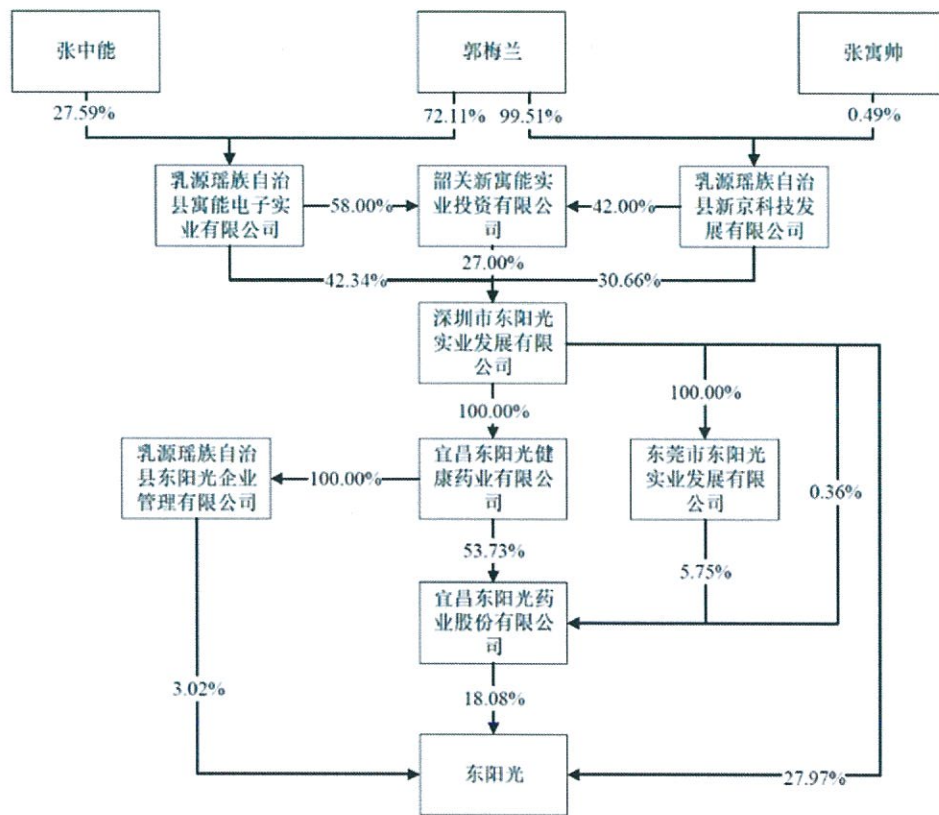 张中能
郭梅兰
张寓帅
27.59%
72.11%
99.51%
0.49%
乳源瑶族自治
县寓能电子实
业有限公司
58.00%
韶关新寓能实
业投资有限公
司
42.00%
乳源瑶族自治
县新京科技发
展有限公司
27.00%
42.34%
30.66%
深圳市东阳光
实业发展有限
公司
100.00%
100.00%
乳源瑶族自治
县东阳光企业
管理有限公司
100.00%
宜昌东阳光健
康药业有限公
司
东莞市东阳光
实业发展有限
公司
0.36%
53.73%
5.75%
宜昌东阳光药
业股份有限公
司
3.02%
18.08%
东阳光
27.97%